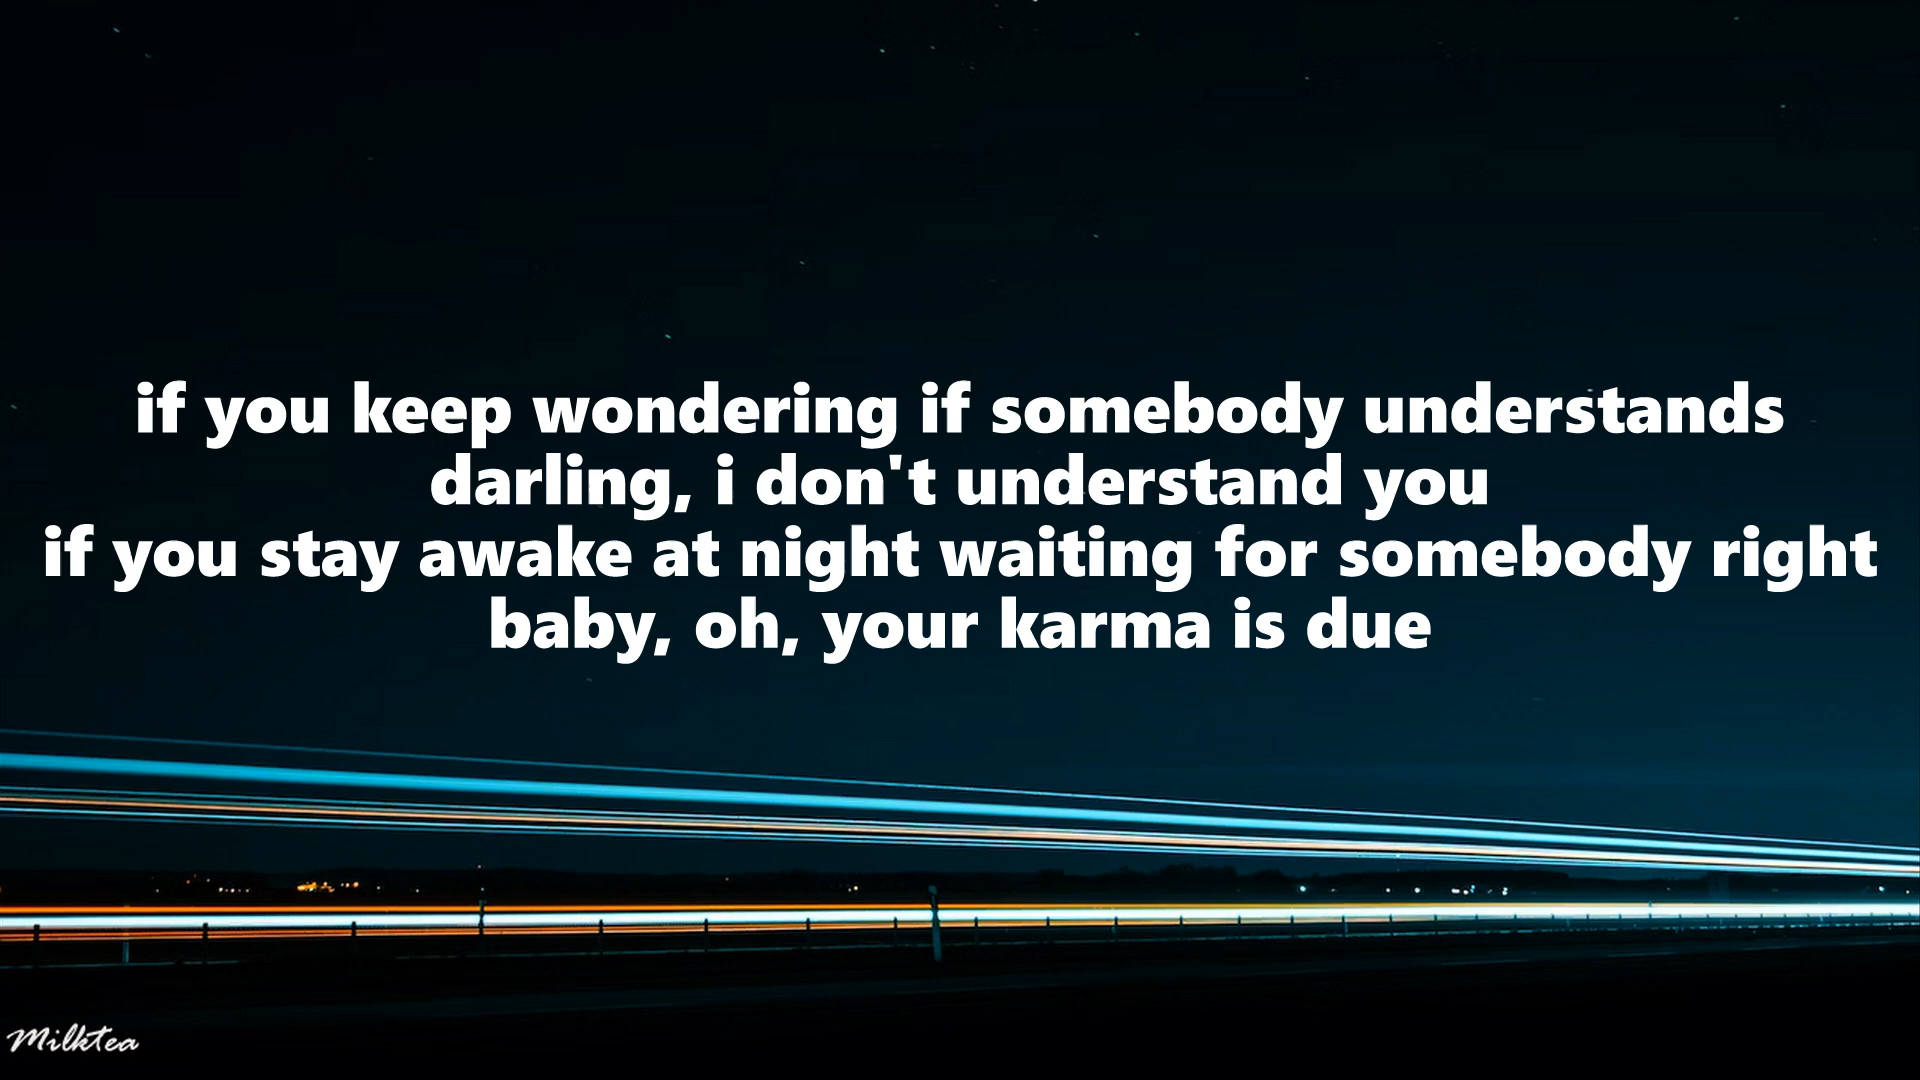 if you keep wondering if somebody understands
darling, i don't understand you
if you stay awake at night waiting for somebody right
baby, oh, your karma is due
Milktea